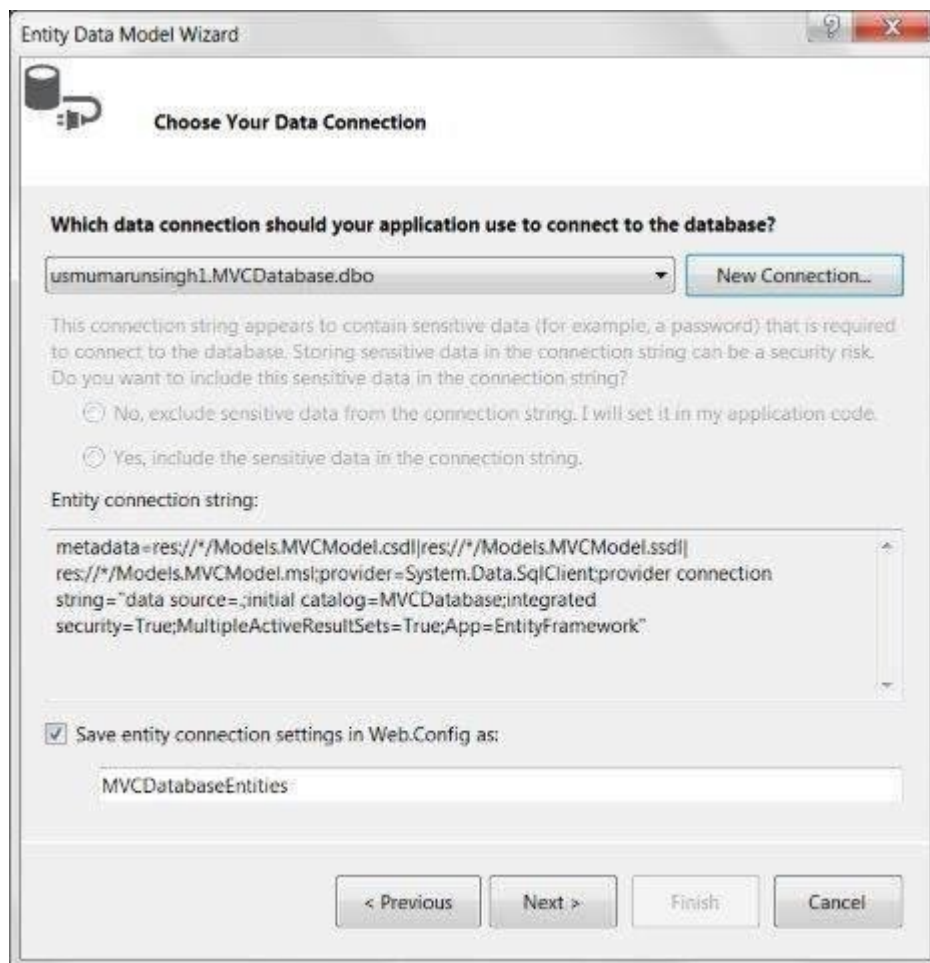 Entity Data Model Wizard
Choose Your Data Connection
Which data connection should your application use to connect to the database?
usmumarunsingh1.MVCDatabase.dbo
New Connection...
This connection string appears to contain sensitive data (for example, a password) that is required
to connect to the database. Storing sensitive data in the connection string can be a security risk.
Do you want to include this sensitive data in the connection string?
No, exclude sensitive data from the connection string. I will set it in my application code.
Yes, include the sensitive data in the connection string.
Entity connection string:
metadata=res://*/Models.MVCModel.csdl|res://*/Models.MVCModel.ssdl|
res://*/Models.MVCModel.msl;provider=System.Data.SqlClient;provider connection
string="data source=.;initial catalog=MVCDatabase;integrated
security=True;MultipleActiveResultSets=True;App=EntityFramework"
Save entity connection settings in Web.Config as:
MVCDatabaseEntities
< Previous
Next >
Finish
Cancel